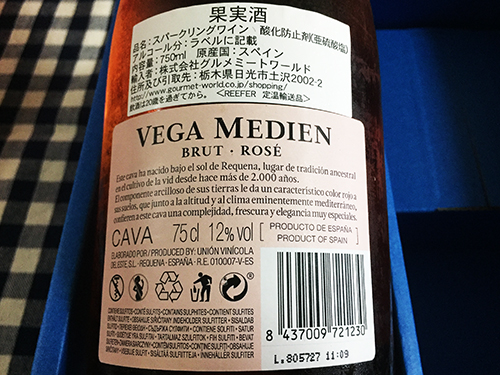 果実酒
品名:スパークリングワイン 酸化防止剤(亜硫酸塩)
アルコール分:ラベルに記載
内容量:750ml 原産国:スペイン
輸入者:株式会社グルメミートワールド
住所及び引取先:栃木県日光市土沢2002-2
http://www.gourmet-world.co.jp/shopping/
飲酒は20歳を過ぎてから。 <REEFER 定温輸送品>
VEGA MEDIEN
BRUT · ROSÉ
Este cava ha nacido bajo el sol de Requena, lugar de tradición ancestral
en el cultivo de la vid desde hace más de 2.000 años.
El componente arcilloso de sus tierras le da un característico color rojo a
sus suelos, que junto a la altitud y al clima eminentemente mediterráneo,
confieren a este cava una complejidad, frescura y elegancia muy especiales.
CAVA 75 cl 12% vol [ PRODUCTO DE ESPAÑA
PRODUCT OF SPAIN ]
ELABORADO POR / PRODUCED BY: UNIÓN VINÍCOLA
DEL ESTE, S.L. - REQUENA - ESPAÑA - R.E. 010007-V-ES
CONTIENE SULFITOS - CONTÉ SULFITS - CONTAINS SULPHITES - CONTIENT
8 437009 721230
L.805727 11:09